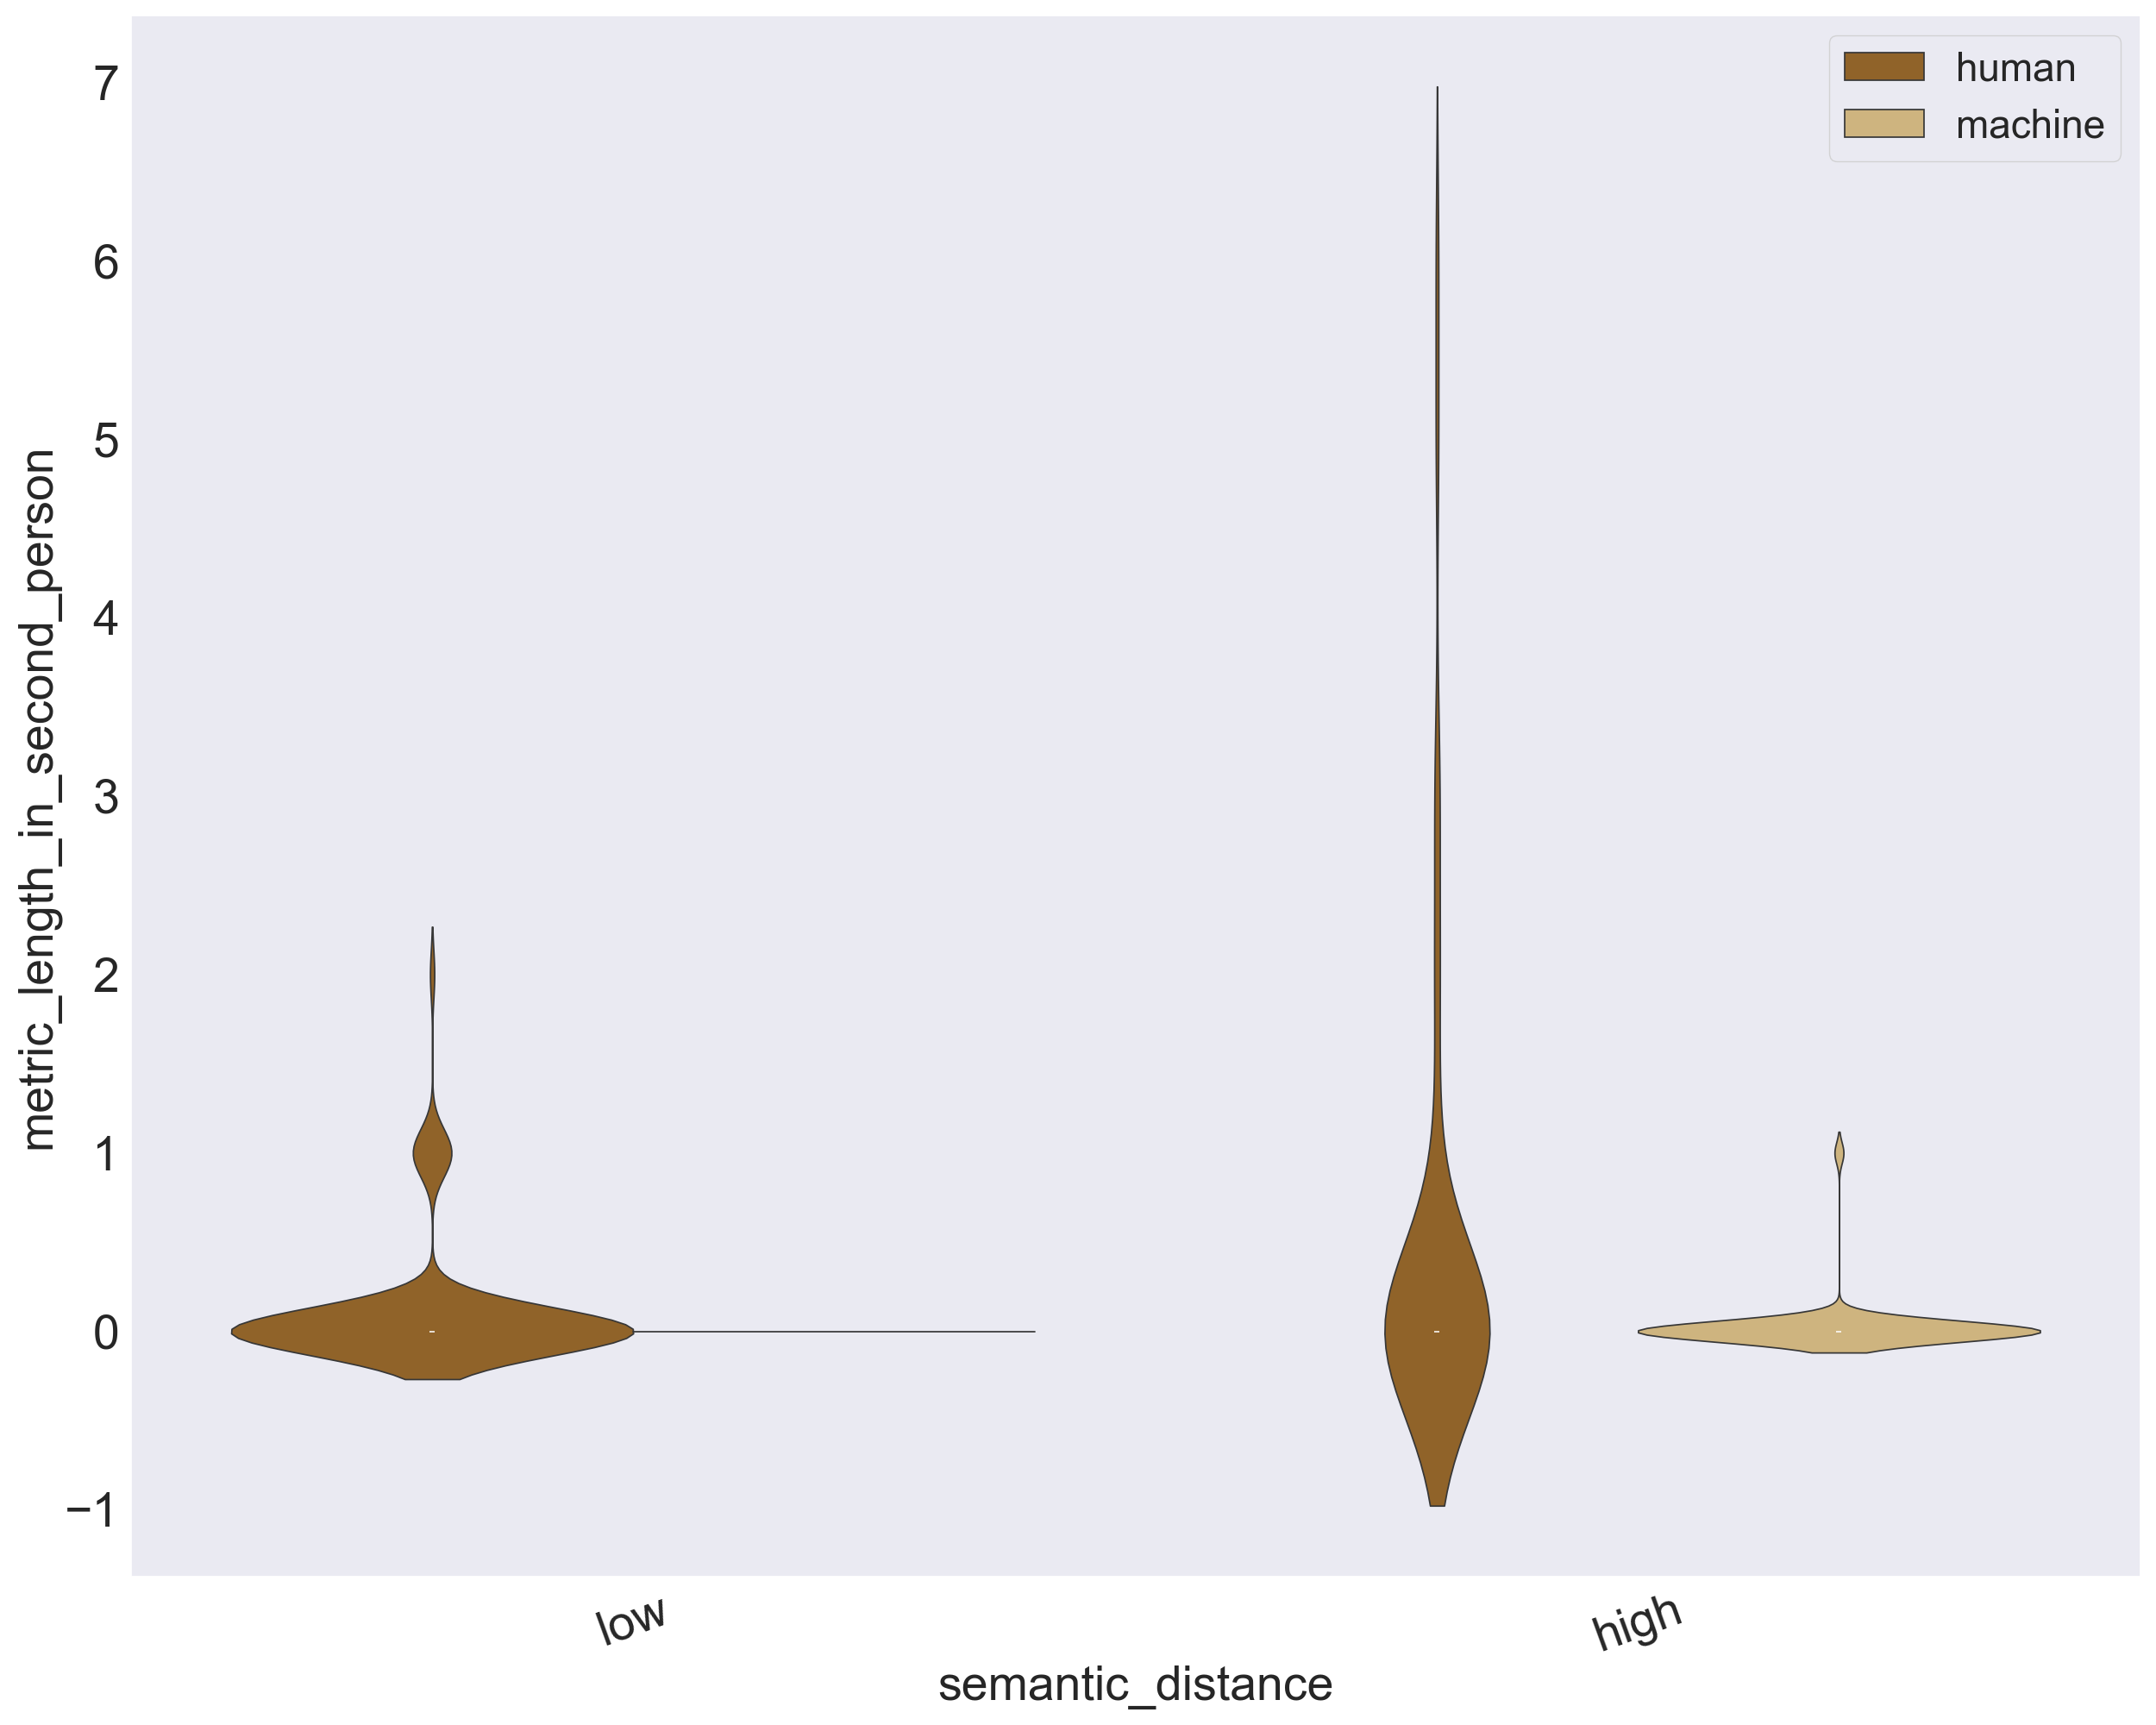 human
machine
7
6
5
4
3
2
1
0
−1
metric_length_in_second_person
low
high
semantic_distance